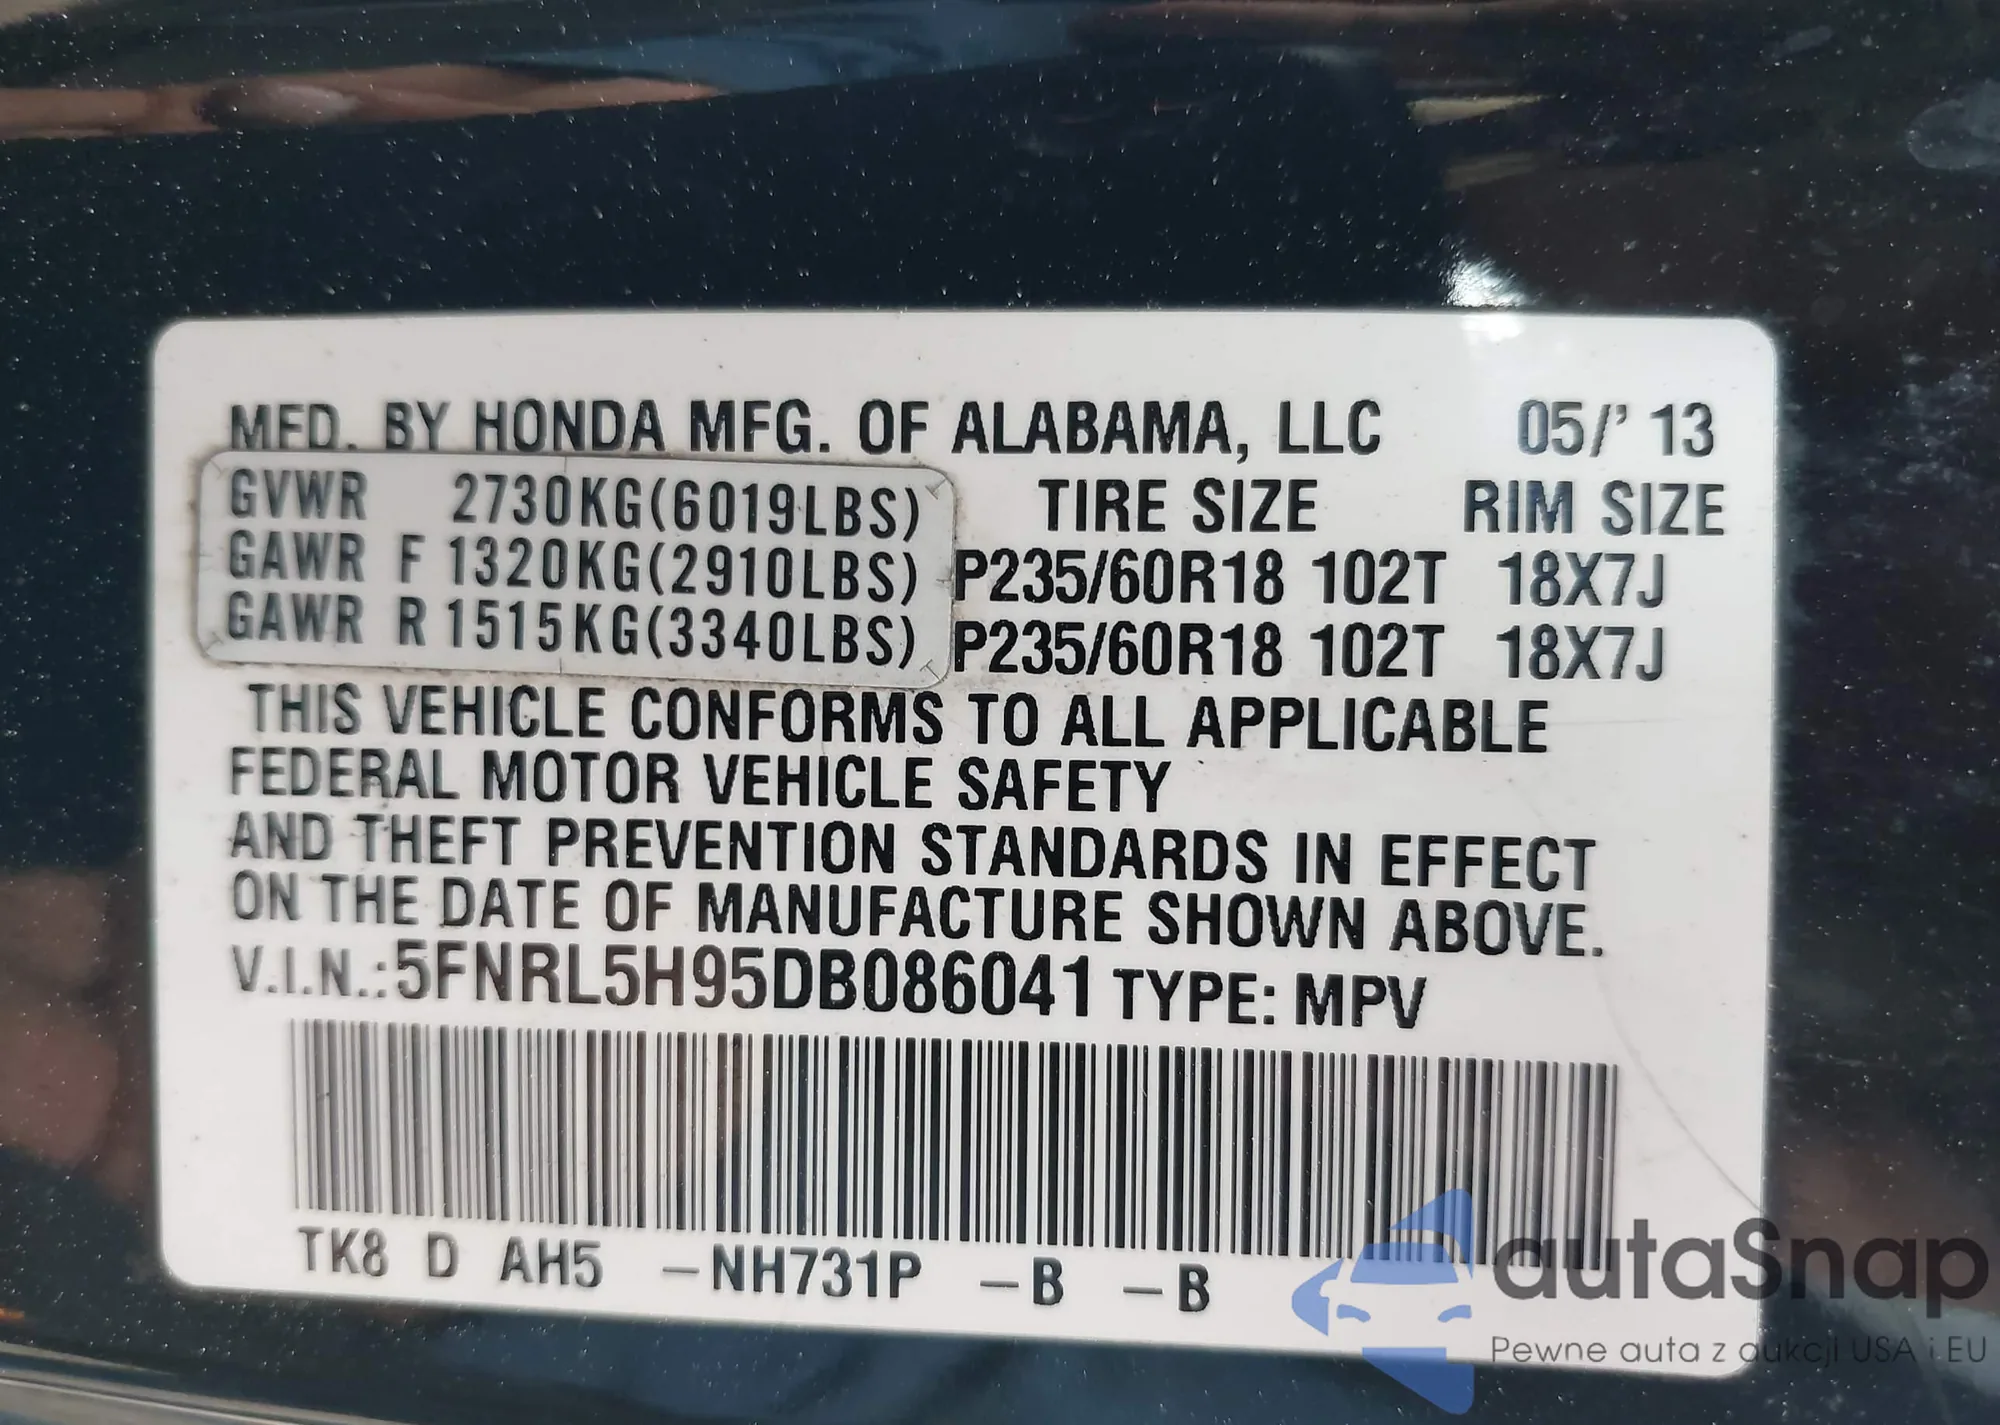 MFD. BY HONDA MFG. OF ALABAMA, LLC 05/' 13
GVWR 2730KG(6019LBS) TIRE SIZE RIM SIZE
GAWR F 1320KG(2910LBS) P235/60R18 102T 18X7J
GAWR R 1515KG(3340LBS) P235/60R18 102T 18X7J
THIS VEHICLE CONFORMS TO ALL APPLICABLE
FEDERAL MOTOR VEHICLE SAFETY
AND THEFT PREVENTION STANDARDS IN EFFECT
ON THE DATE OF MANUFACTURE SHOWN ABOVE.
V.I.N.:5FNRL5H95DB086041 TYPE: MPV
TK8 D AH5 –NH731P –B –B
autaSnap
Pewne auta z aukcji USA i EU